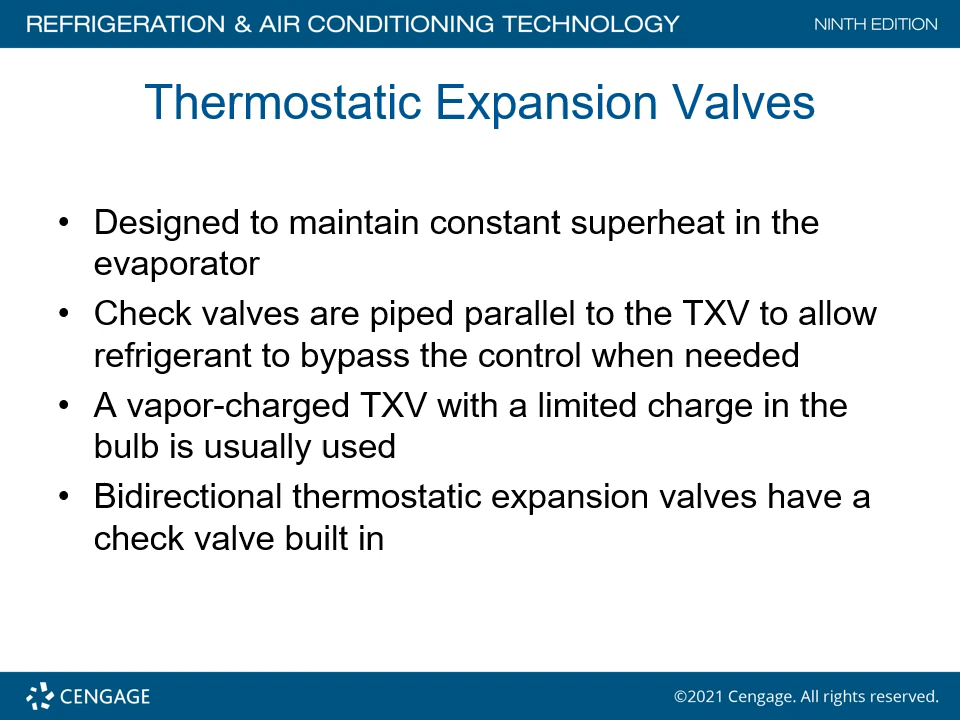 REFRIGERATION & AIR CONDITIONING TECHNOLOGY NINTH EDITION
Thermostatic Expansion Valves
• Designed to maintain constant superheat in the
evaporator
• Check valves are piped parallel to the TXV to allow
refrigerant to bypass the control when needed
• A vapor-charged TXV with a limited charge in the
bulb is usually used
• Bidirectional thermostatic expansion valves have a
check valve built in
CENGAGE ©2021 Cengage. All rights reserved.